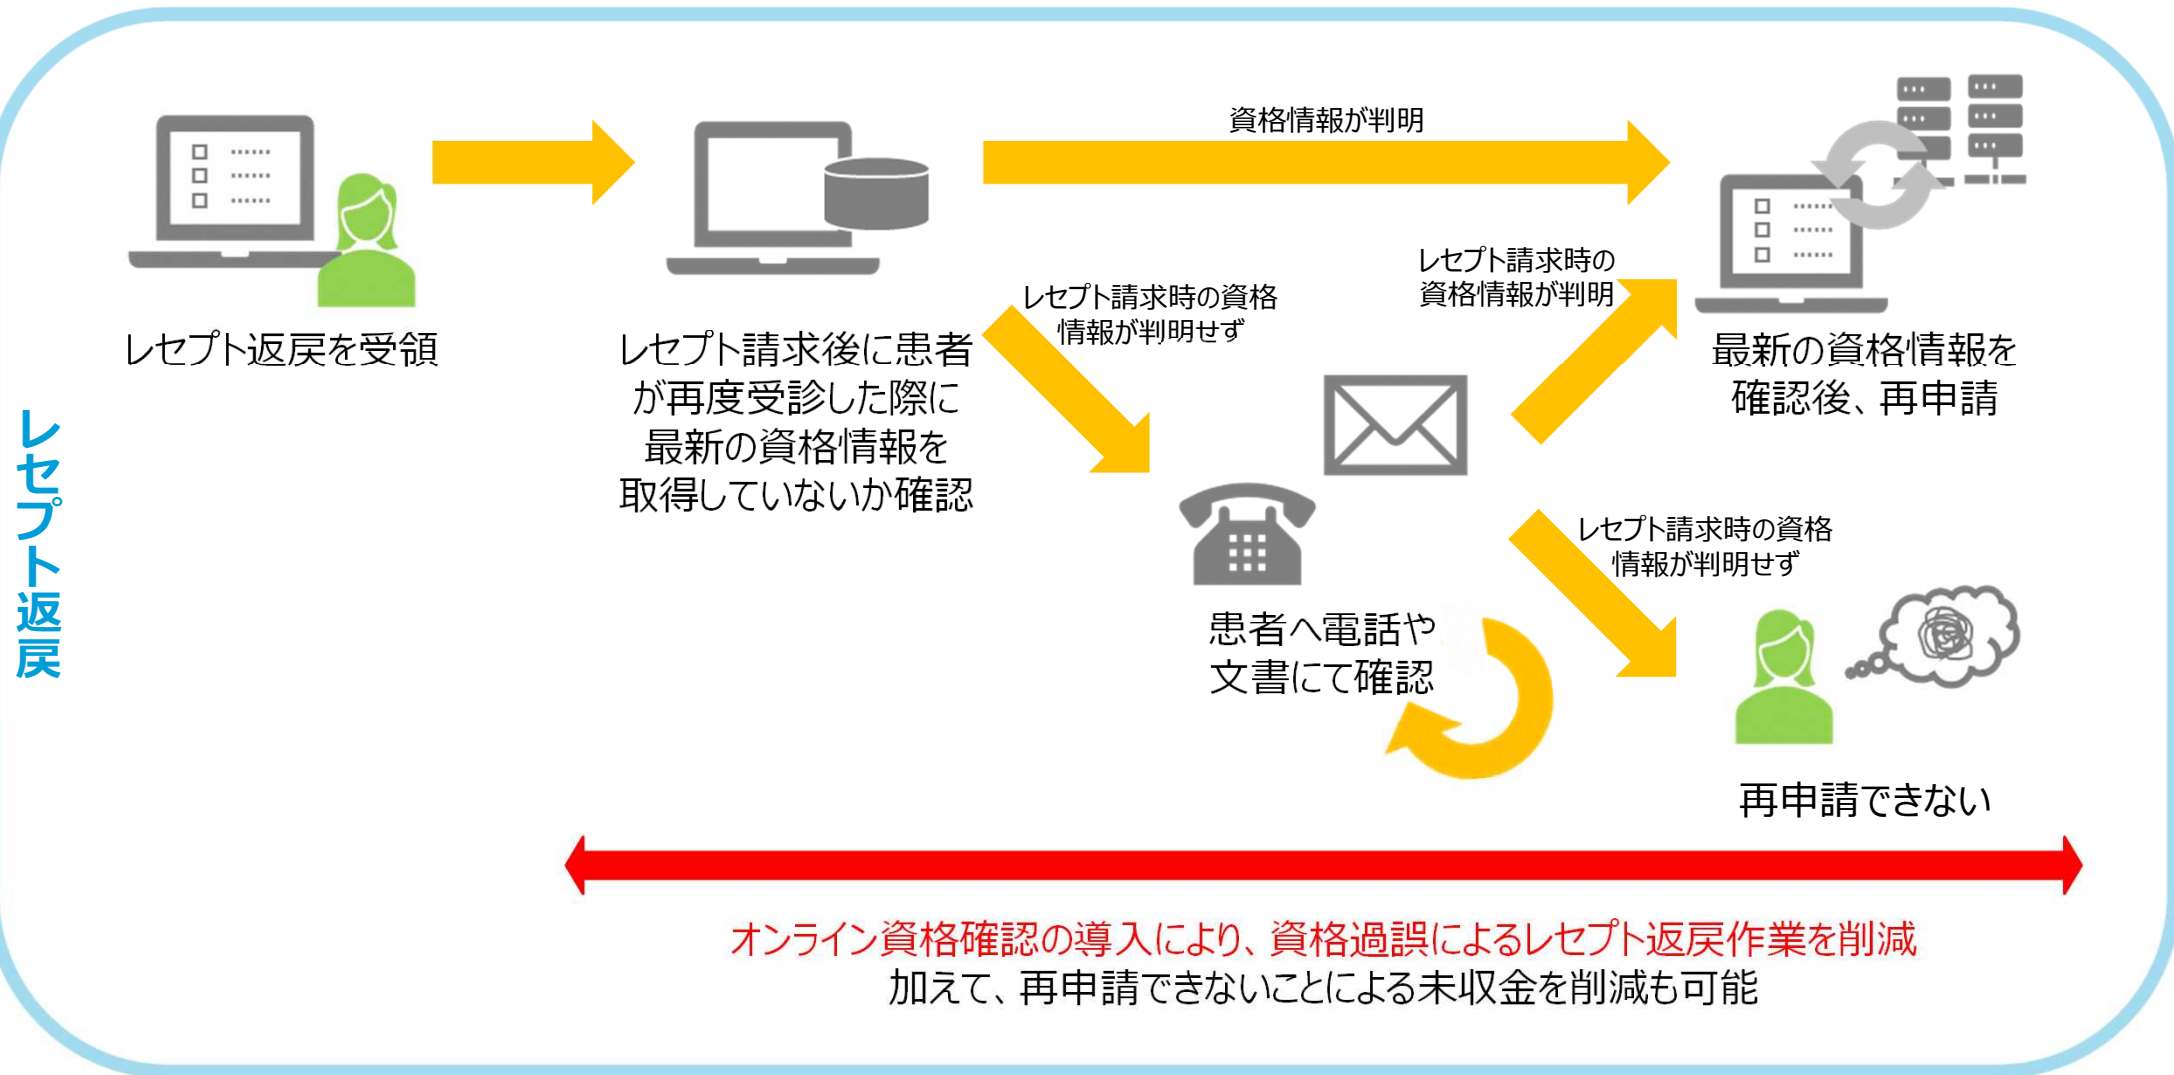 レセプト返戻
レセプト返戻を受領
レセプト請求後に患者
が再度受診した際に
最新の資格情報を
取得していないか確認
資格情報が判明
レセプト請求時の資格
情報が判明せず
患者へ電話や
文書にて確認
レセプト請求時の
資格情報が判明
最新の資格情報を
確認後、再申請
レセプト請求時の資格
情報が判明せず
再申請できない
オンライン資格確認の導入により、資格過誤によるレセプト返戻作業を削減
加えて、再申請できないことによる未収金を削減も可能